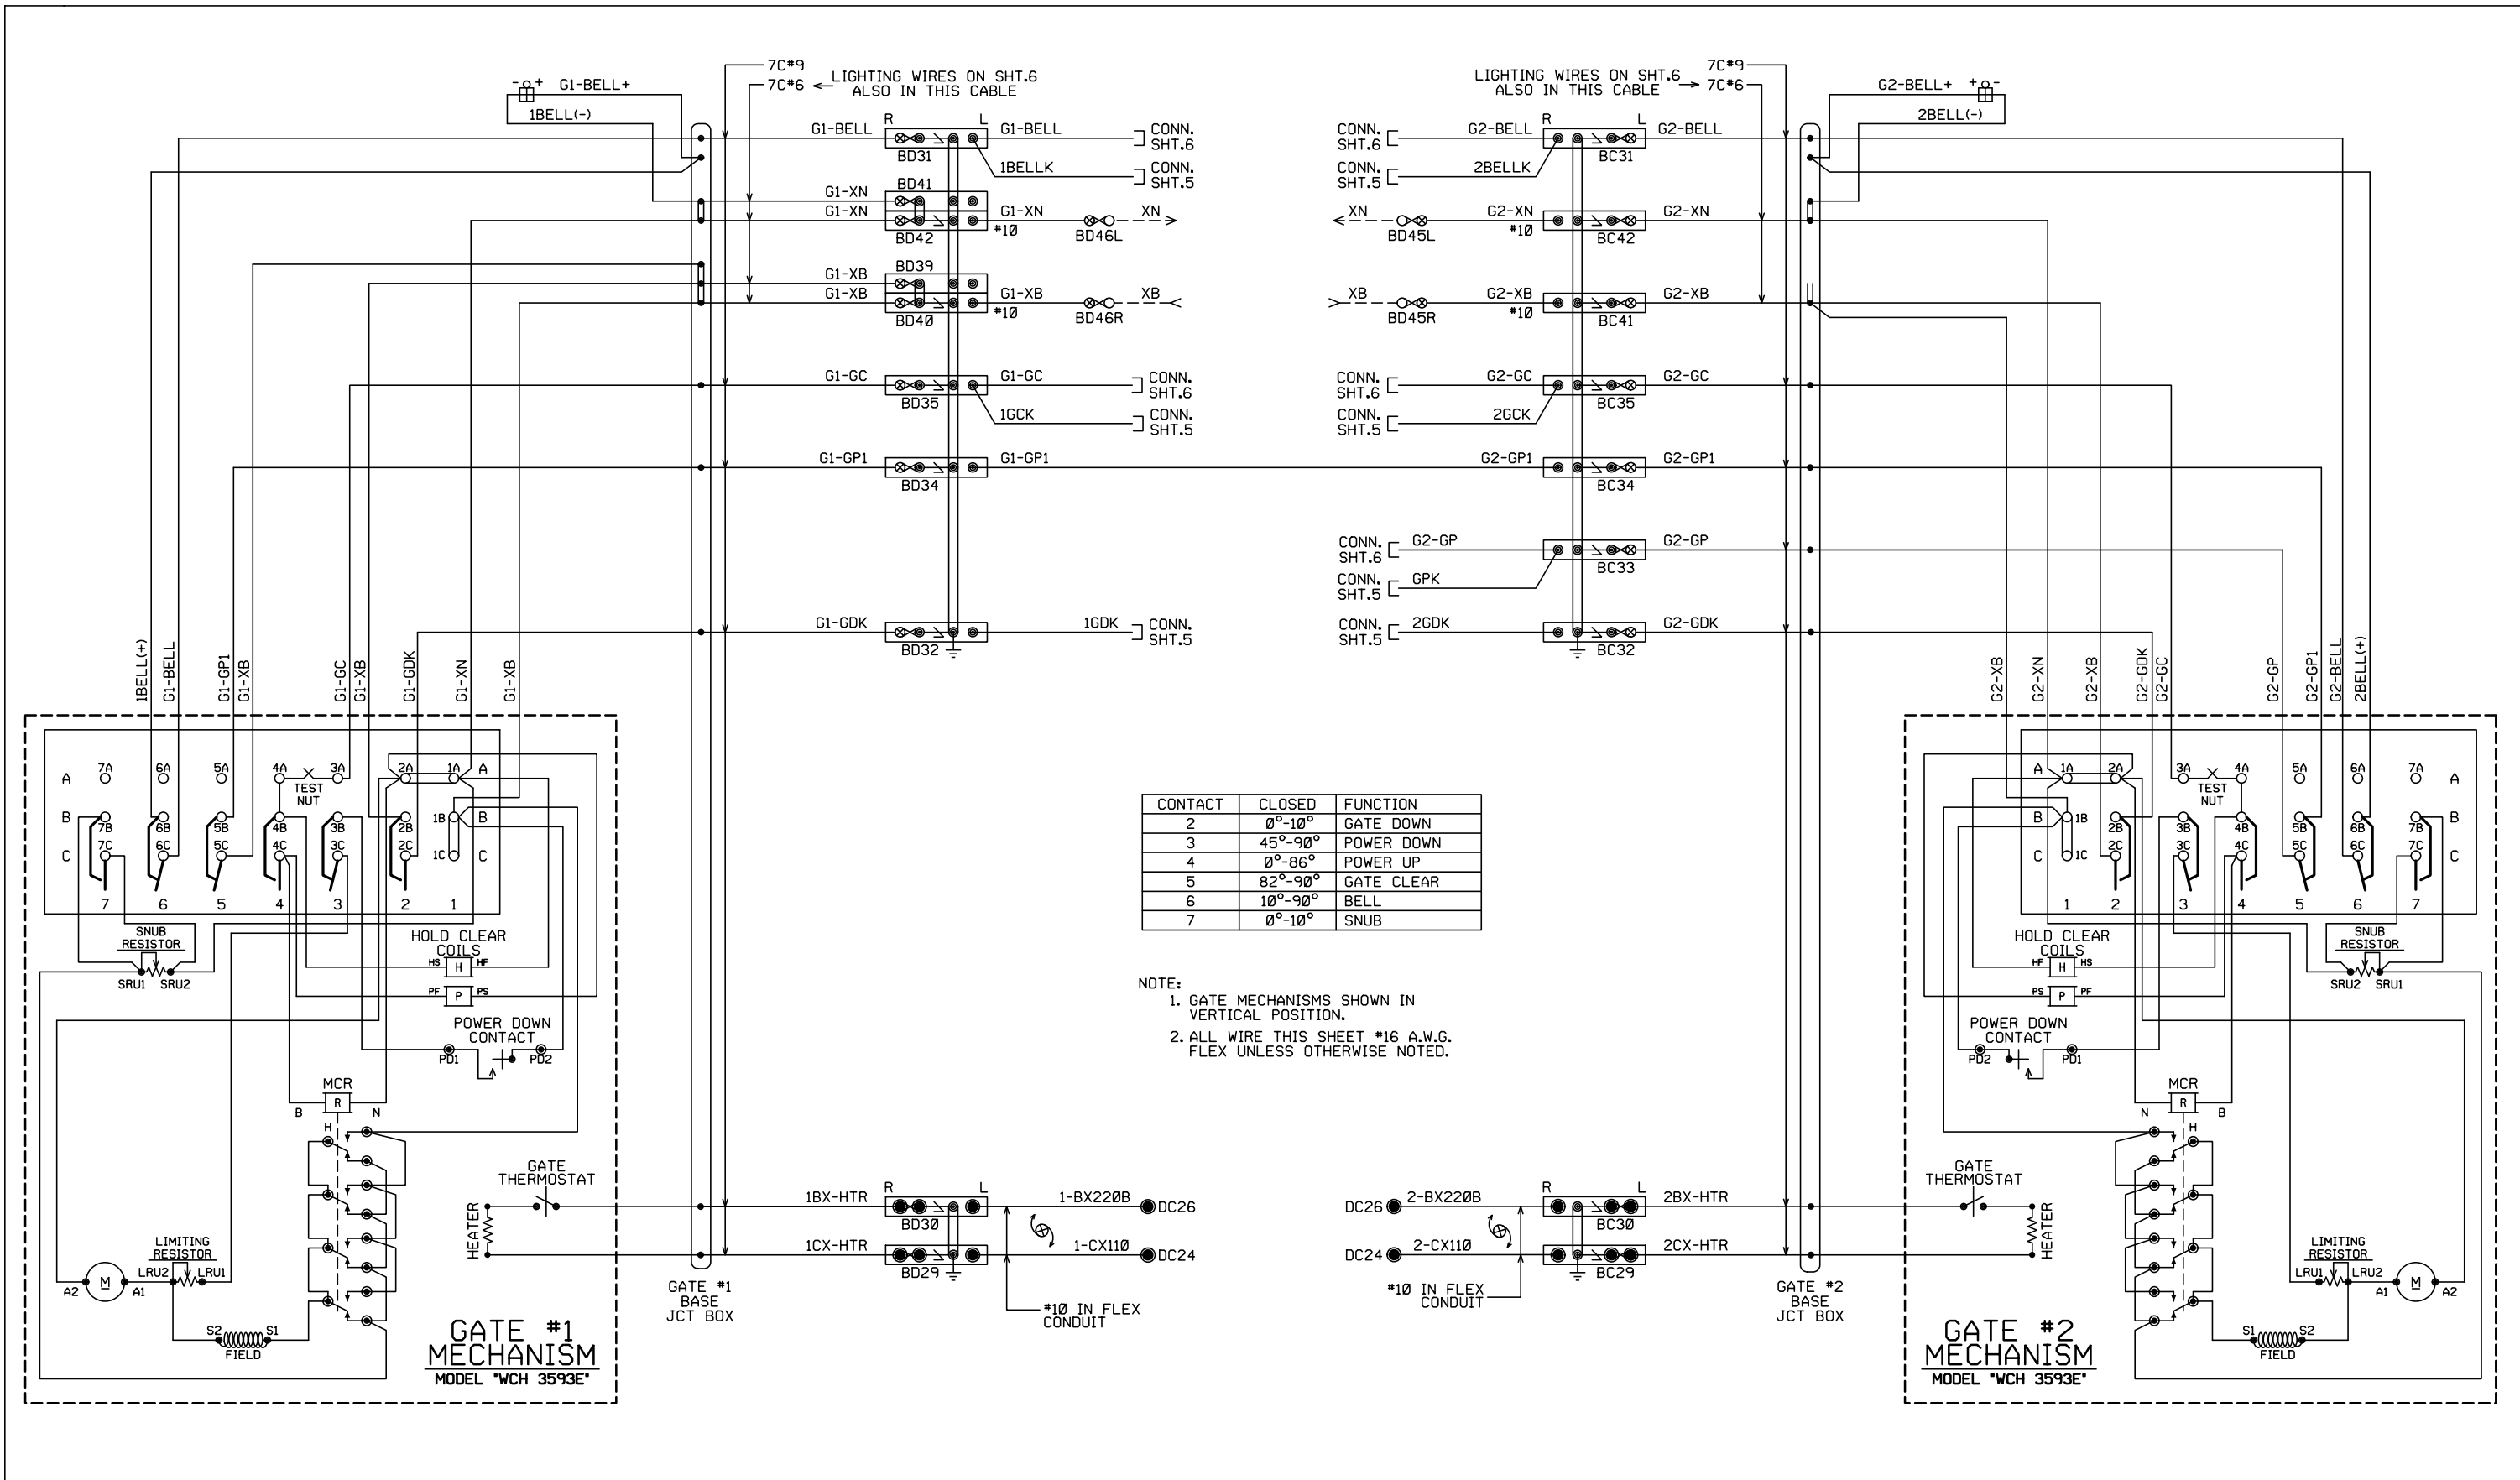 7C#9
7C#6
LIGHTING WIRES ON SHT.6
ALSO IN THIS CABLE
- +
G1-BELL+
1BELL(-)
G1-BELL
R
L
BD31
G1-BELL
CONN.
SHT.6
1BELLK
CONN.
SHT.5
G1-XN
BD41
G1-XN
BD42
G1-XN
#10
BD46L
XN
G1-XB
BD39
G1-XB
BD40
G1-XB
#10
BD46R
XB
G1-GC
BD35
G1-GC
CONN.
SHT.6
1GCK
CONN.
SHT.5
G1-GP1
BD34
G1-GP1
G1-GDK
BD32
1GDK
CONN.
SHT.5
7C#9
7C#6
LIGHTING WIRES ON SHT.6
ALSO IN THIS CABLE
+ -
G2-BELL+
2BELL(-)
CONN.
SHT.6
G2-BELL
R
L
BC31
G2-BELL
CONN.
SHT.5
2BELLK
XN
BD45L
G2-XN
#10
BC42
G2-XN
XB
BD45R
G2-XB
#10
BC41
G2-XB
CONN.
SHT.6
G2-GC
BC35
G2-GC
CONN.
SHT.5
2GCK
G2-GP1
BC34
G2-GP1
CONN.
SHT.6
G2-GP
BC33
G2-GP
CONN.
SHT.5
GPK
CONN.
SHT.5
2GDK
BC32
G2-GDK
1BELL(+)
G1-BELL
G1-GP1
G1-XB
G1-GC
G1-XB
G1-GDK
G1-XN
G1-XB
G2-XB
G2-XN
G2-XB
G2-GDK
G2-GC
G2-GP
G2-GP1
G2-BELL
2BELL(+)
A 7A 6A 5A 4A 3A 2A 1A A
TEST
NUT
B 7B 6B 5B 4B 3B 2B 1B B
C 7C 6C 5C 4C 3C 2C 1C C
7 6 5 4 3 2 1
SNUB
RESISTOR
SRU1 SRU2
HOLD CLEAR
COILS
HS H HF
PF P PS
POWER DOWN
CONTACT
PD1 PD2
MCR
B R N
H
GATE
THERMOSTAT
HEATER
LIMITING
RESISTOR
LRU2 LRU1
A2 M A1
S2 S1
FIELD
GATE #1
MECHANISM
MODEL "WCH 3593E"
GATE #1
BASE
JCT BOX
1BX-HTR
R
L
BD30
1-BX220B
DC26
1CX-HTR
BD29
1-CX110
DC24
#10 IN FLEX
CONDUIT
CONTACT CLOSED FUNCTION
2 0°-10° GATE DOWN
3 45°-90° POWER DOWN
4 0°-86° POWER UP
5 82°-90° GATE CLEAR
6 10°-90° BELL
7 0°-10° SNUB
NOTE:
1. GATE MECHANISMS SHOWN IN
VERTICAL POSITION.
2. ALL WIRE THIS SHEET #16 A.W.G.
FLEX UNLESS OTHERWISE NOTED.
DC26
2-BX220B
R
L
BC30
2BX-HTR
DC24
2-CX110
BC29
2CX-HTR
#10 IN FLEX
CONDUIT
GATE #2
BASE
JCT BOX
A 1A 2A 3A 4A 5A 6A 7A A
TEST
NUT
B 1B 2B 3B 4B 5B 6B 7B B
C 1C 2C 3C 4C 5C 6C 7C C
1 2 3 4 5 6 7
HOLD CLEAR
COILS
HF H HS
PS P PF
SNUB
RESISTOR
SRU2 SRU1
POWER DOWN
CONTACT
PD2 PD1
MCR
N R B
H
GATE
THERMOSTAT
HEATER
LIMITING
RESISTOR
LRU1 LRU2
A1 M A2
S1 S2
FIELD
GATE #2
MECHANISM
MODEL "WCH 3593E"